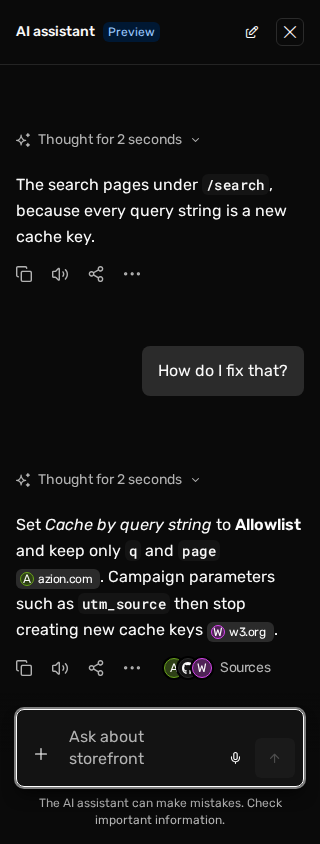 AI assistant Preview
Thought for 2 seconds
The search pages under /search,
because every query string is a new
cache key.
How do I fix that?
Thought for 2 seconds
Set Cache by query string to Allowlist
and keep only q and page
A azion.com. Campaign parameters
such as utm_source then stop
creating new cache keys W w3.org.
A W Sources
Ask about
storefront
The AI assistant can make mistakes. Check
important information.